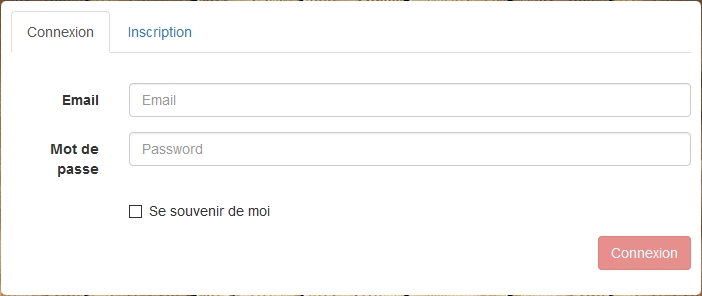 Connexion
Inscription
Email
Email
Mot de
passe
Password
Se souvenir de moi
Connexion